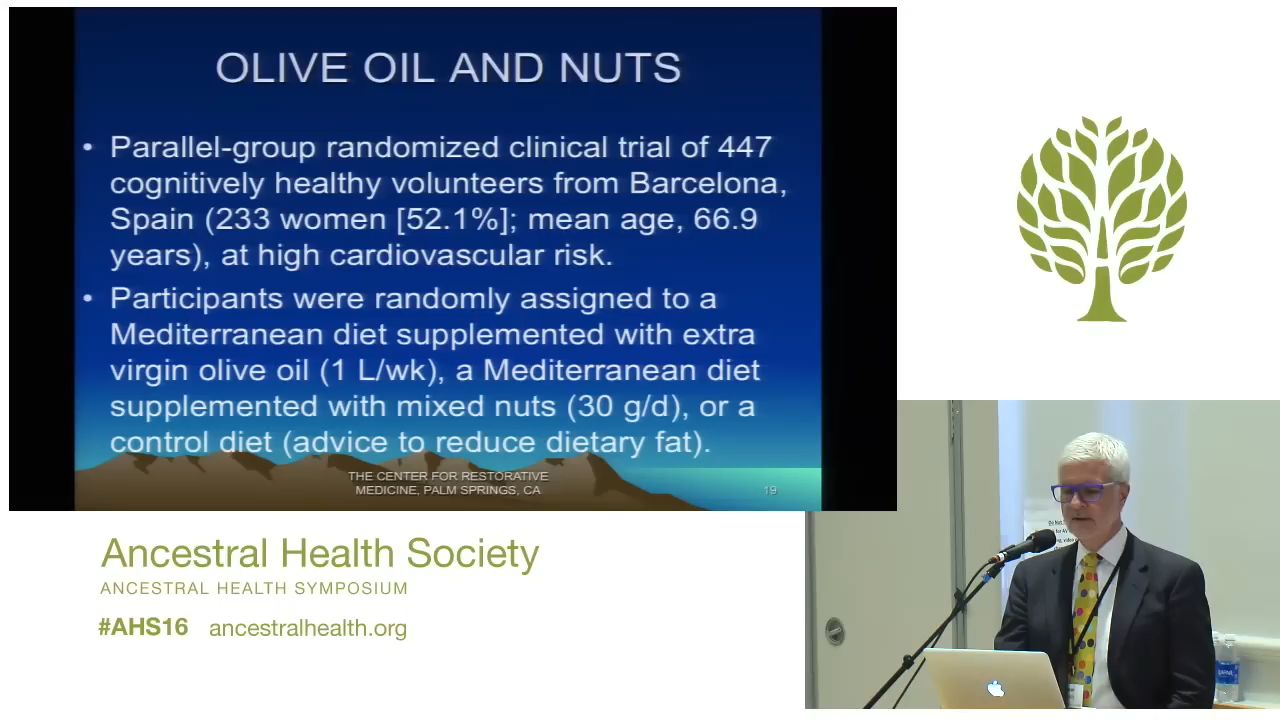 OLIVE OIL AND NUTS
• Parallel-group randomized clinical trial of 447
cognitively healthy volunteers from Barcelona,
Spain (233 women [52.1%]; mean age, 66.9
years), at high cardiovascular risk.
• Participants were randomly assigned to a
Mediterranean diet supplemented with extra
virgin olive oil (1 L/wk), a Mediterranean diet
supplemented with mixed nuts (30 g/d), or a
control diet (advice to reduce dietary fat).
THE CENTER FOR RESTORATIVE
MEDICINE, PALM SPRINGS, CA
19
Ancestral Health Society
ANCESTRAL HEALTH SYMPOSIUM
#AHS16 ancestralhealth.org